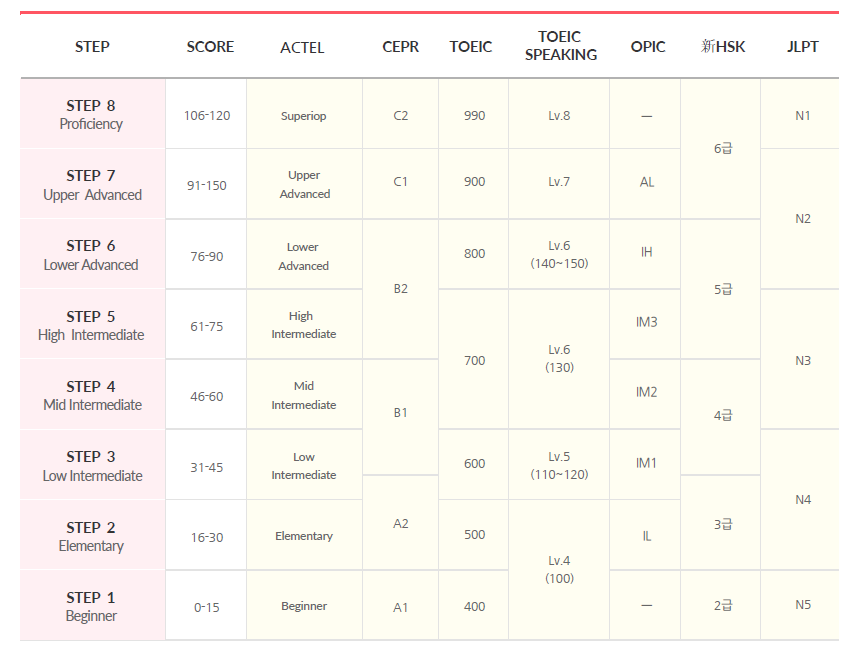 STEP SCORE ACTEL CEPR TOEIC TOEIC SPEAKING OPIC 新HSK JLPT
STEP 8 Proficiency 106-120 Superiop C2 990 Lv.8 — 6급 N1
STEP 7 Upper Advanced 91-150 Upper Advanced C1 900 Lv.7 AL N2
STEP 6 Lower Advanced 76-90 Lower Advanced B2 800 Lv.6 (140~150) IH 5급
STEP 5 High Intermediate 61-75 High Intermediate 700 Lv.6 (130) IM3 N3
STEP 4 Mid Intermediate 46-60 Mid Intermediate B1 IM2 4급
STEP 3 Low Intermediate 31-45 Low Intermediate 600 Lv.5 (110~120) IM1 N4
STEP 2 Elementary 16-30 Elementary A2 500 Lv.4 (100) IL 3급
STEP 1 Beginner 0-15 Beginner A1 400 — 2급 N5